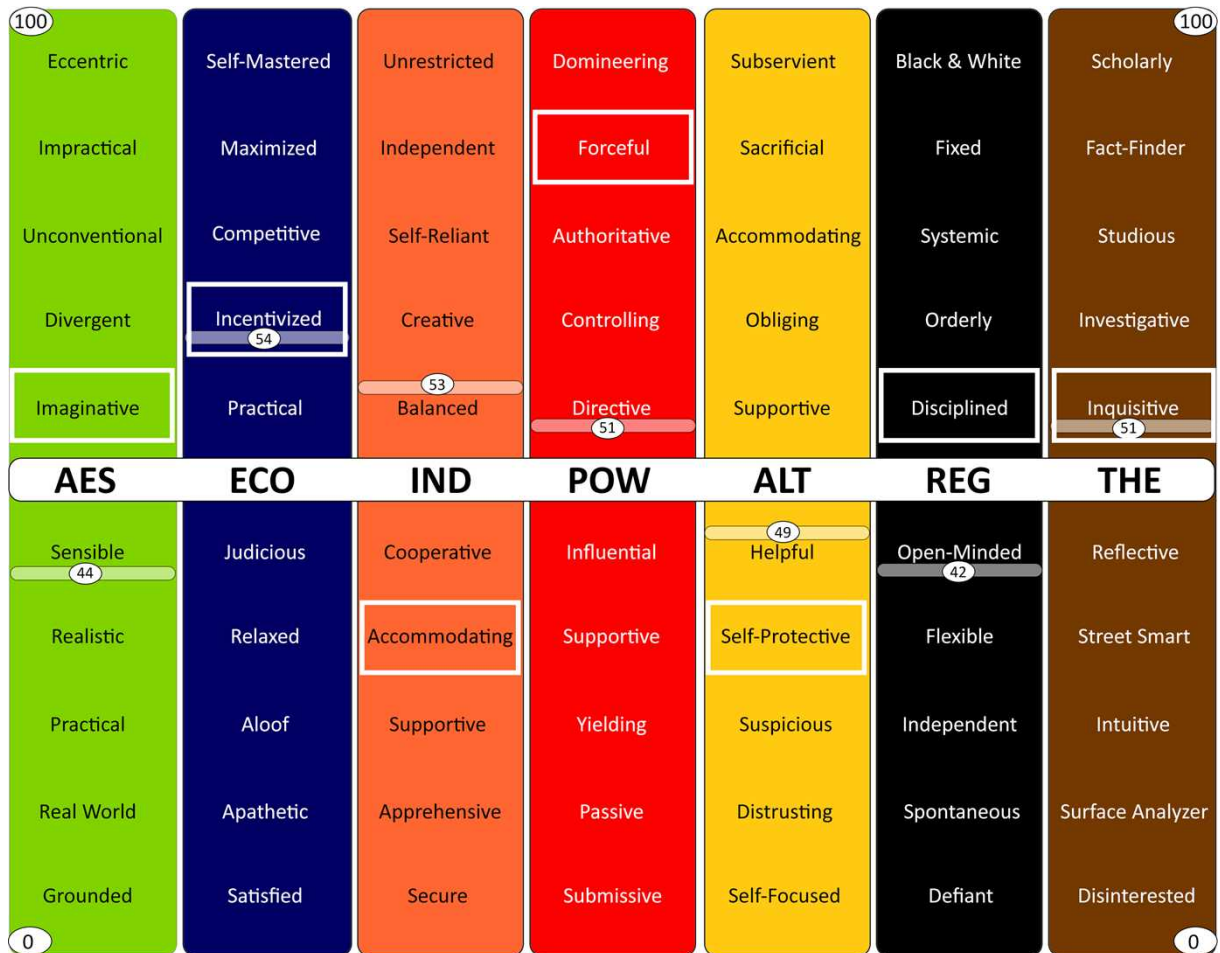 100 100
Eccentric Self-Mastered Unrestricted Domineering Subservient Black & White Scholarly
Impractical Maximized Independent Forceful Sacrificial Fixed Fact-Finder
Unconventional Competitive Self-Reliant Authoritative Accommodating Systemic Studious
Divergent Incentivized Creative Controlling Obliging Orderly Investigative
54
53
Imaginative Practical Balanced Directive Supportive Disciplined Inquisitive
51 51
AES ECO IND POW ALT REG THE
49
Sensible Judicious Cooperative Influential Helpful Open-Minded Reflective
44 42
Realistic Relaxed Accommodating Supportive Self-Protective Flexible Street Smart
Practical Aloof Supportive Yielding Suspicious Independent Intuitive
Real World Apathetic Apprehensive Passive Distrusting Spontaneous Surface Analyzer
Grounded Satisfied Secure Submissive Self-Focused Defiant Disinterested
0 0